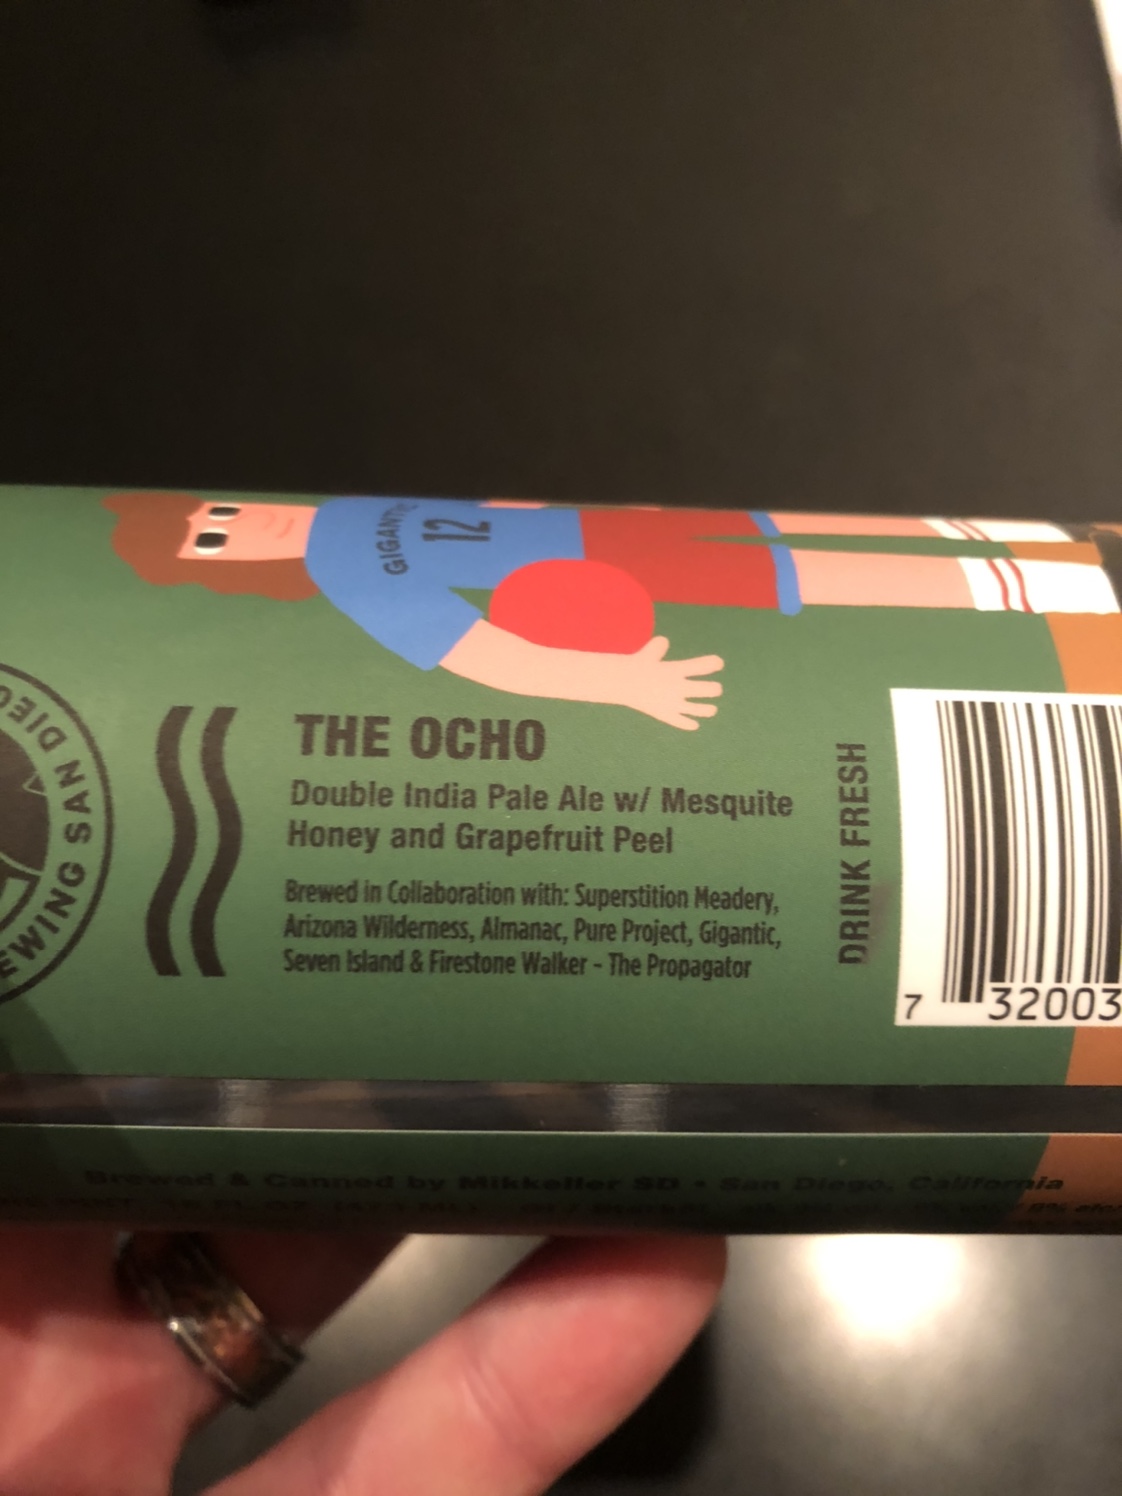 GIGANTIC
12
THE OCHO
Double India Pale Ale w/ Mesquite
Honey and Grapefruit Peel
Brewed in Collaboration with: Superstition Meadery,
Arizona Wilderness, Almanac, Pure Project, Gigantic,
Seven Island & Firestone Walker - The Propagator
DRINK FRESH
7 32003
EWING SAN DIEG
Brewed & Canned by Mikkeller SD • San Diego, California